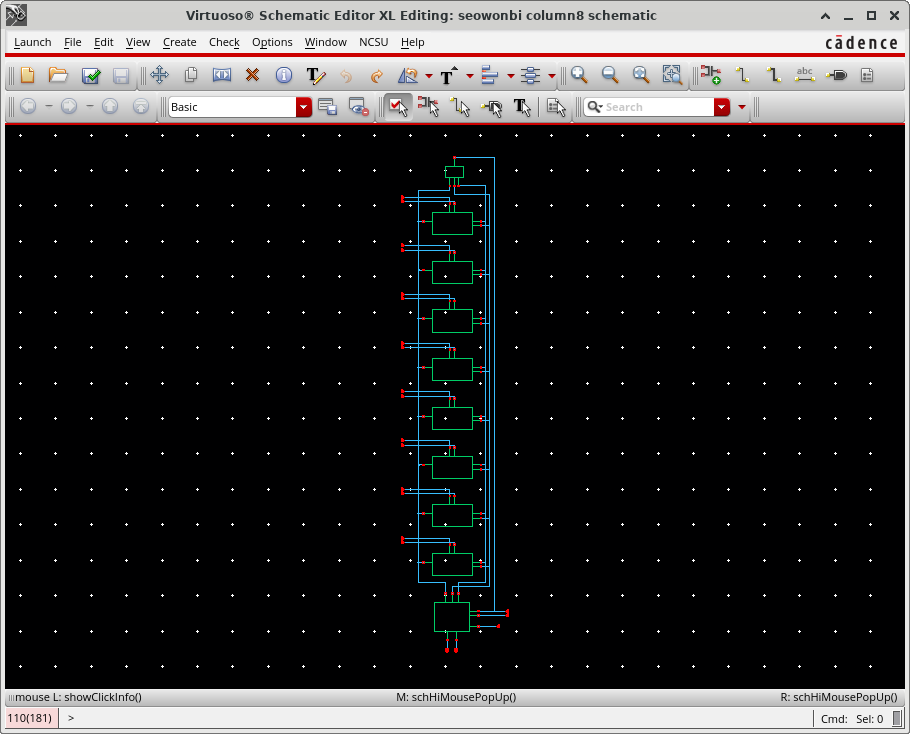 Virtuoso® Schematic Editor XL Editing: seowonbi column8 schematic
Launch File Edit View Create Check Options Window NCSU Help
cādence
abc
Basic
Search
mouse L: showClickInfo()
M: schHiMousePopUp()
R: schHiMousePopUp()
110(181) >
Cmd: Sel: 0